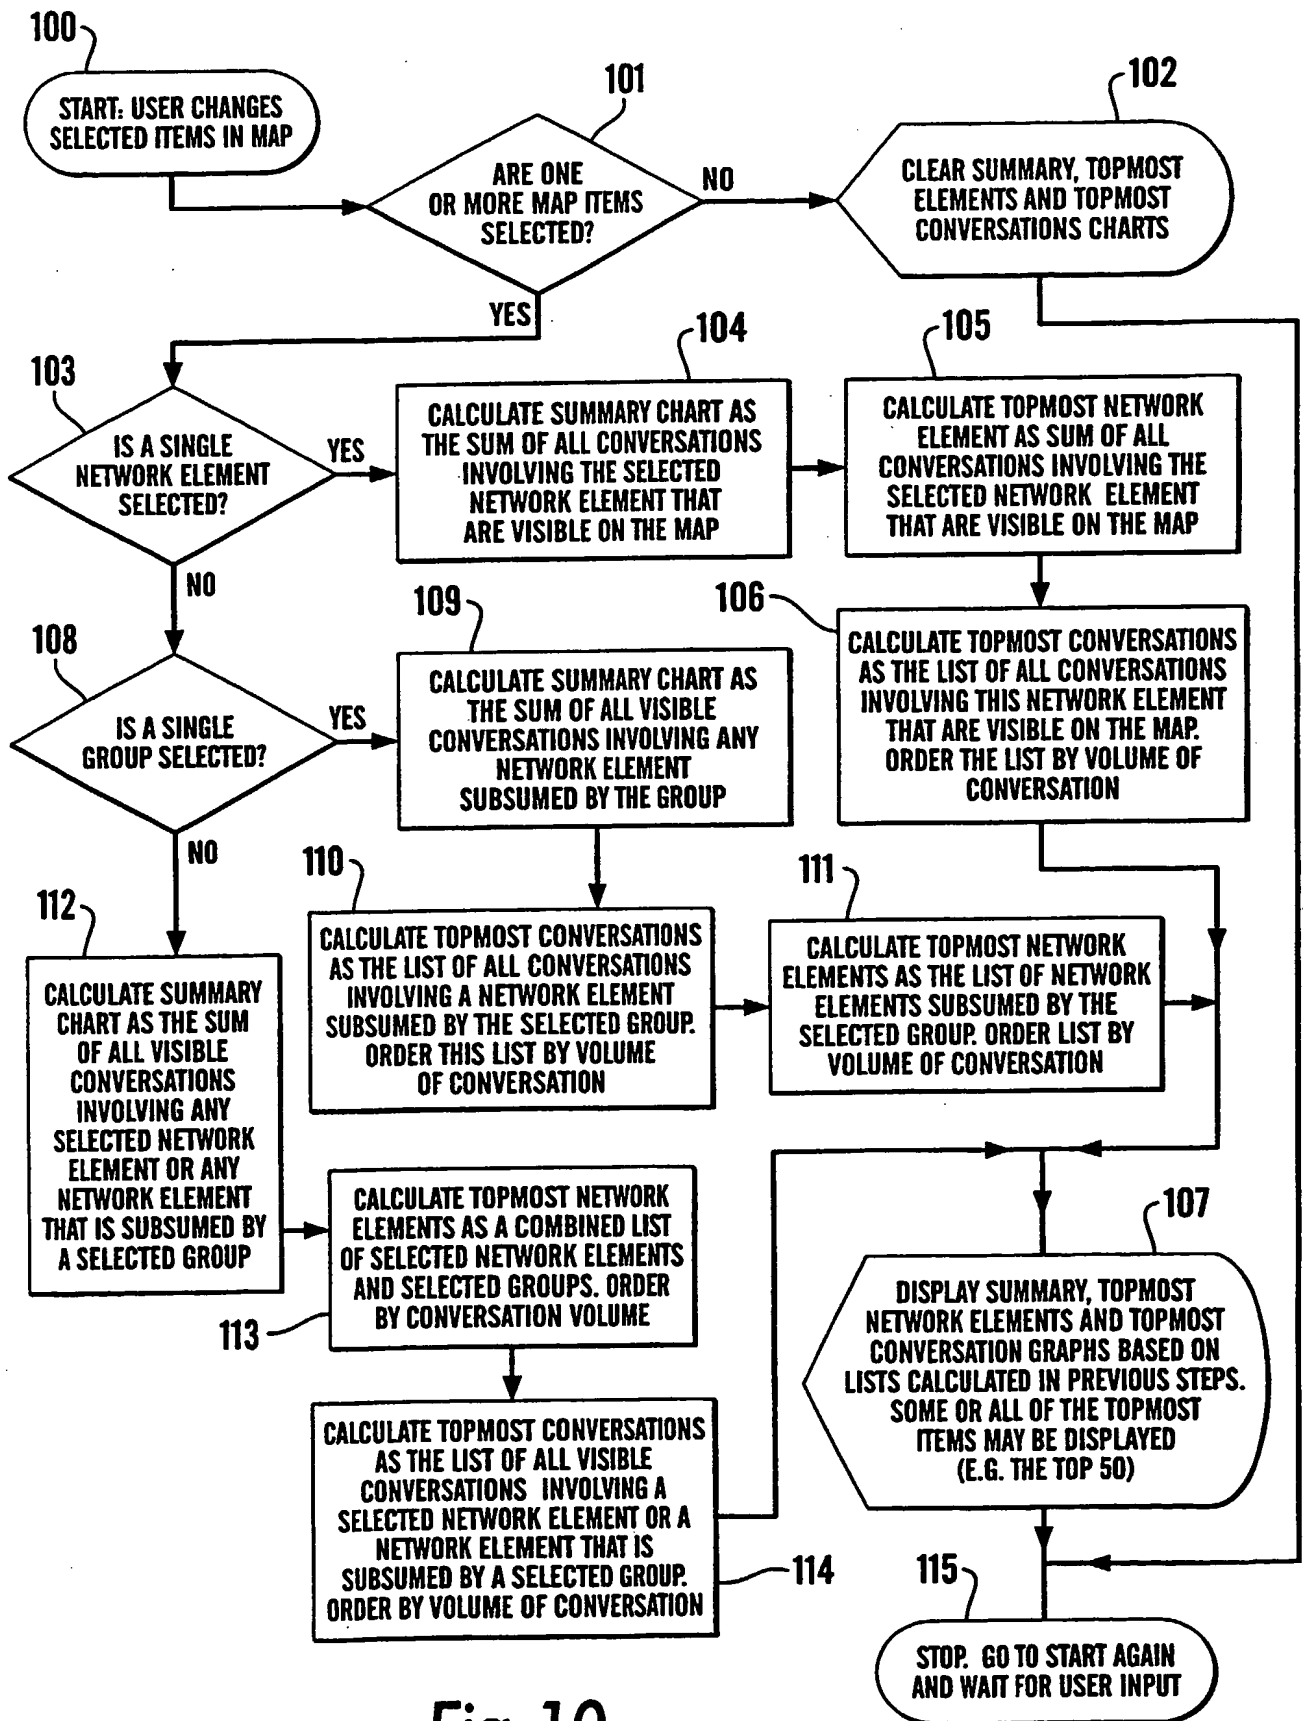 100
START: USER CHANGES
SELECTED ITEMS IN MAP
101
ARE ONE
OR MORE MAP ITEMS
SELECTED?
NO
YES
102
CLEAR SUMMARY, TOPMOST
ELEMENTS AND TOPMOST
CONVERSATIONS CHARTS
103
IS A SINGLE
NETWORK ELEMENT
SELECTED?
YES
NO
104
CALCULATE SUMMARY CHART AS
THE SUM OF ALL CONVERSATIONS
INVOLVING THE SELECTED
NETWORK ELEMENT THAT
ARE VISIBLE ON THE MAP
105
CALCULATE TOPMOST NETWORK
ELEMENT AS SUM OF ALL
CONVERSATIONS INVOLVING THE
SELECTED NETWORK ELEMENT
THAT ARE VISIBLE ON THE MAP
106
CALCULATE TOPMOST CONVERSATIONS
AS THE LIST OF ALL CONVERSATIONS
INVOLVING THIS NETWORK ELEMENT
THAT ARE VISIBLE ON THE MAP.
ORDER THE LIST BY VOLUME OF
CONVERSATION
108
IS A SINGLE
GROUP SELECTED?
YES
NO
109
CALCULATE SUMMARY CHART AS
THE SUM OF ALL VISIBLE
CONVERSATIONS INVOLVING ANY
NETWORK ELEMENT
SUBSUMED BY THE GROUP
110
CALCULATE TOPMOST CONVERSATIONS
AS THE LIST OF ALL CONVERSATIONS
INVOLVING A NETWORK ELEMENT
SUBSUMED BY THE SELECTED GROUP.
ORDER THIS LIST BY VOLUME
OF CONVERSATION
111
CALCULATE TOPMOST NETWORK
ELEMENTS AS THE LIST OF NETWORK
ELEMENTS SUBSUMED BY THE
SELECTED GROUP. ORDER LIST BY
VOLUME OF CONVERSATION
112
CALCULATE SUMMARY
CHART AS THE SUM
OF ALL VISIBLE
CONVERSATIONS
INVOLVING ANY
SELECTED NETWORK
ELEMENT OR ANY
NETWORK ELEMENT
THAT IS SUBSUMED BY
A SELECTED GROUP
CALCULATE TOPMOST NETWORK
ELEMENTS AS A COMBINED LIST
OF SELECTED NETWORK ELEMENTS
AND SELECTED GROUPS. ORDER
BY CONVERSATION VOLUME
113
CALCULATE TOPMOST CONVERSATIONS
AS THE LIST OF ALL VISIBLE
CONVERSATIONS INVOLVING A
SELECTED NETWORK ELEMENT OR A
NETWORK ELEMENT THAT IS
SUBSUMED BY A SELECTED GROUP.
ORDER BY VOLUME OF CONVERSATION
114
107
DISPLAY SUMMARY, TOPMOST
NETWORK ELEMENTS AND TOPMOST
CONVERSATION GRAPHS BASED ON
LISTS CALCULATED IN PREVIOUS STEPS.
SOME OR ALL OF THE TOPMOST
ITEMS MAY BE DISPLAYED
(E.G. THE TOP 50)
115
STOP. GO TO START AGAIN
AND WAIT FOR USER INPUT